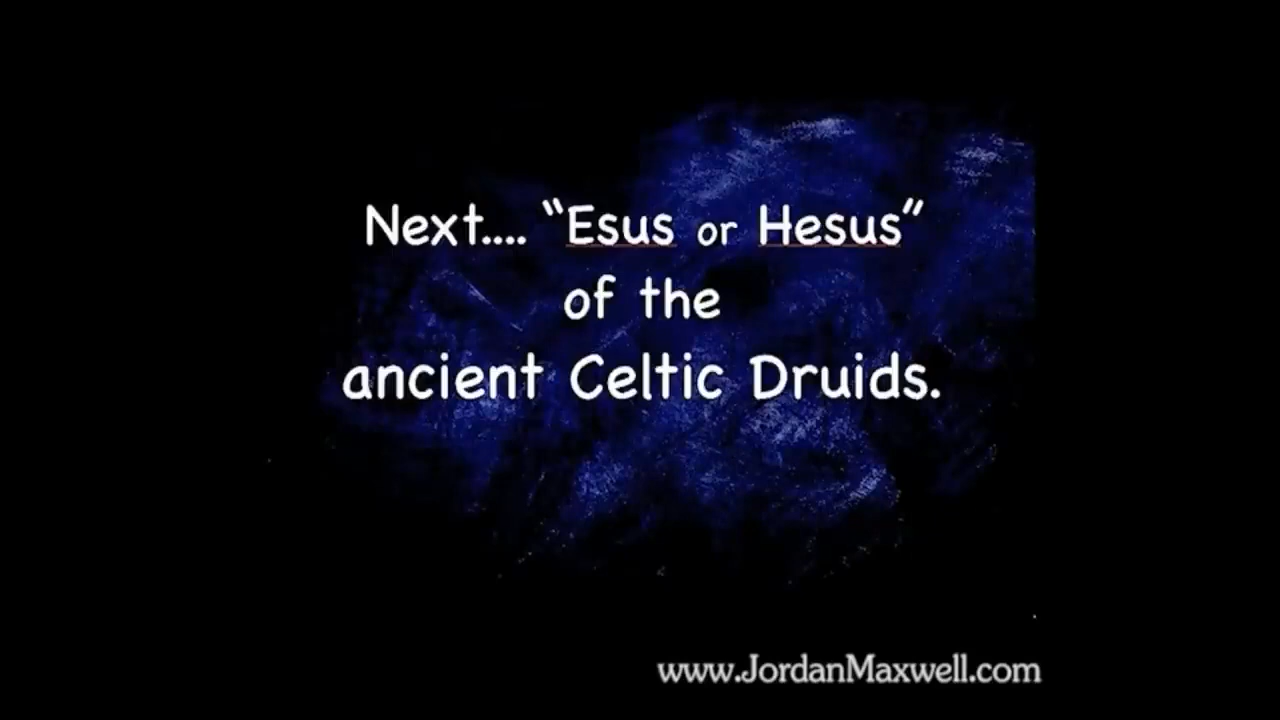 Next.... “Esus or Hesus”
of the
ancient Celtic Druids.
www.JordanMaxwell.com